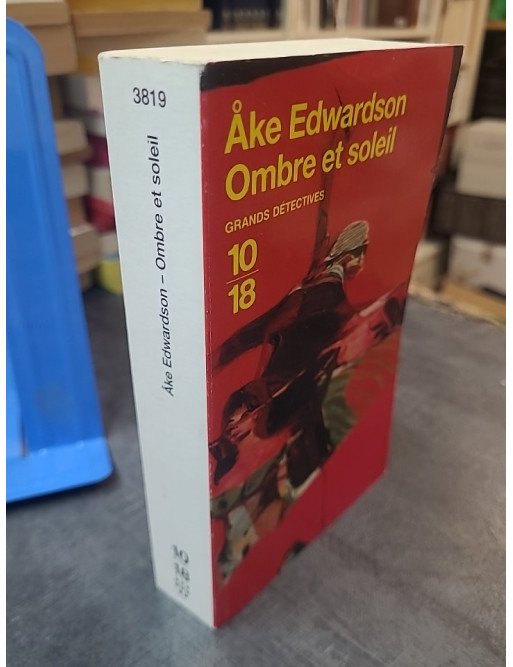 3819
Åke Edwardson – Ombre et soleil
Åke Edwardson
Ombre et soleil
GRANDS DÉTECTIVES
10
18